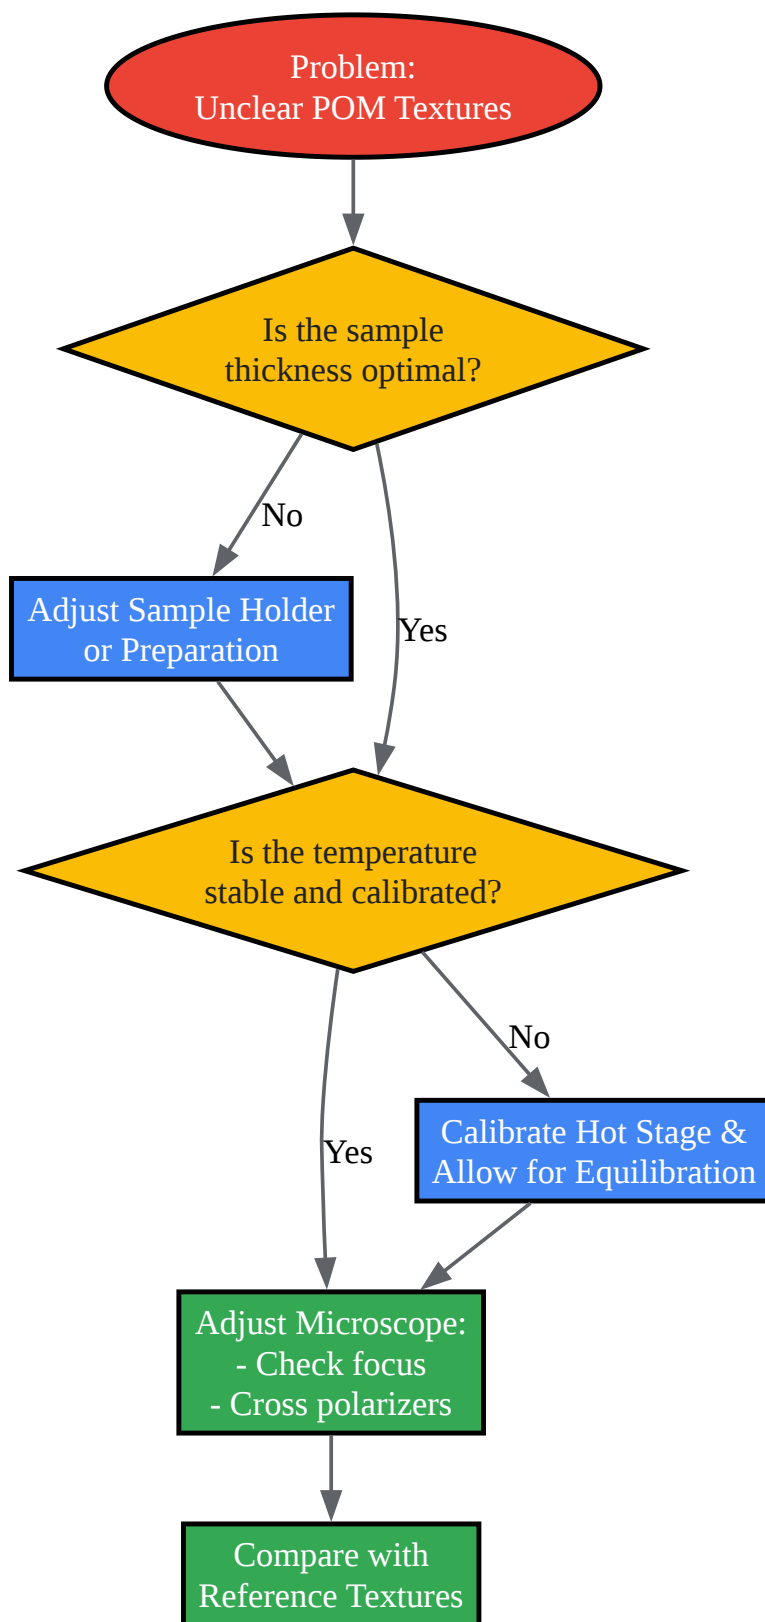 Problem:
Unclear POM Textures
Is the sample
thickness optimal?
No
Adjust Sample Holder
or Preparation
Yes
Is the temperature
stable and calibrated?
No
Calibrate Hot Stage &
Allow for Equilibration
Yes
Adjust Microscope:
- Check focus
- Cross polarizers
Compare with
Reference Textures